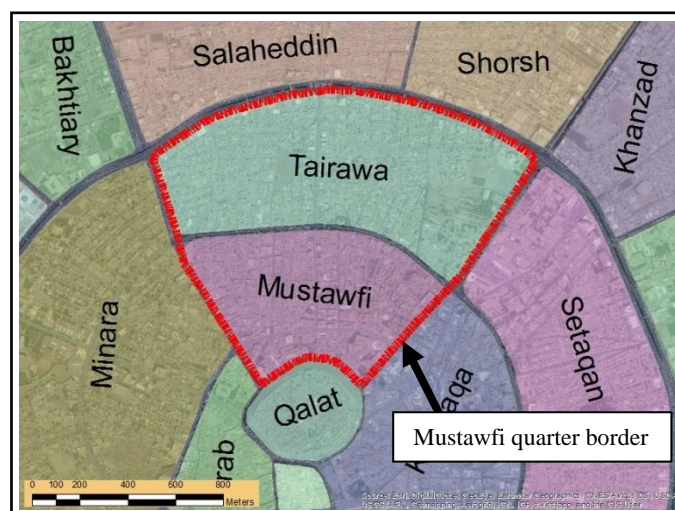 Bakhtiary
Salaheddin
Shorsh
Khanzad
Tairawa
Mustawfi
Minara
Setaqan
Qalat
Mustawfi quarter border
aqa
rab
0 100 200 400 600 800
Meters